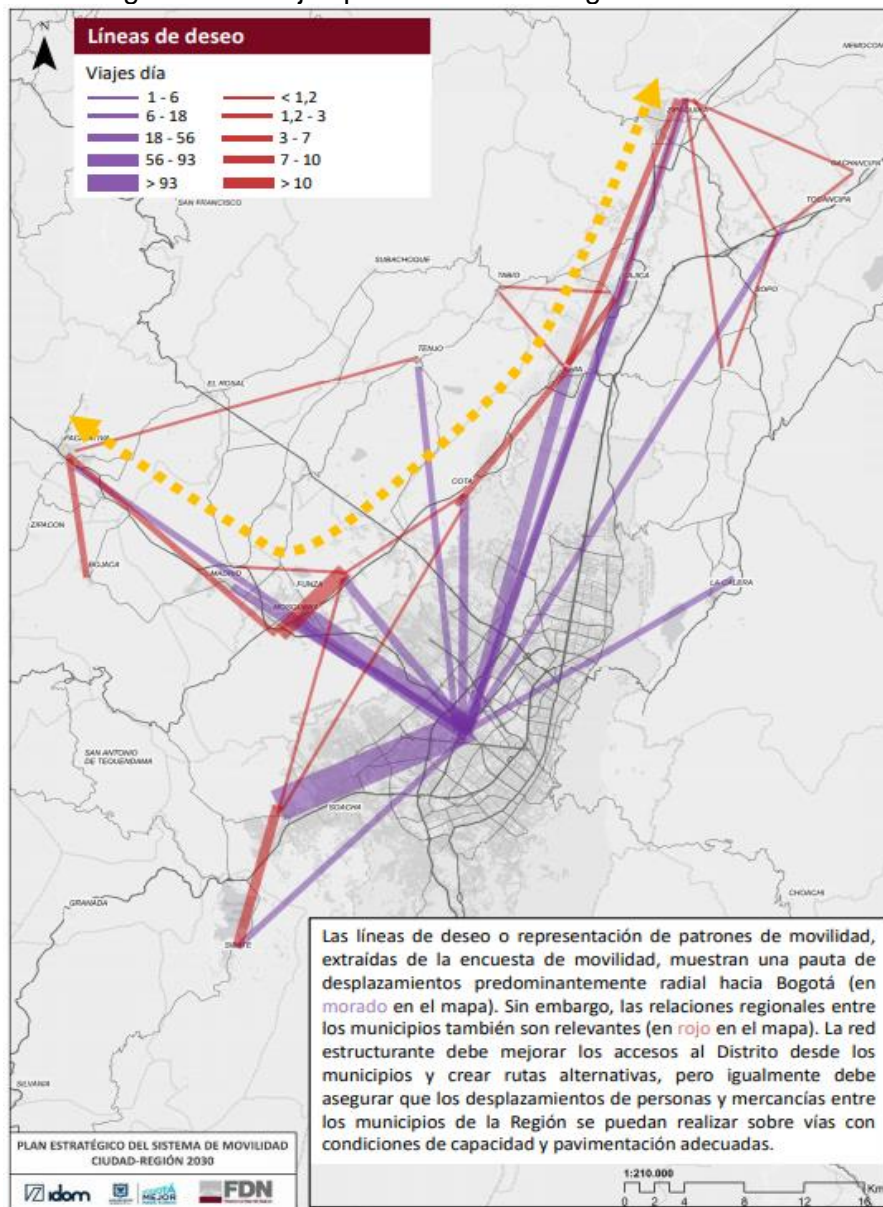 Líneas de deseo
Viajes día
1 - 6
< 1,2
6 - 18
1,2 - 3
18 - 56
3 - 7
56 - 93
7 - 10
> 93
> 10
N
NEMOCON
SAN FRANCISCO
TOCANCIPA
SUBACHOQUE
TABIO
CAJICA
SOPO
TENJO
EL ROSAL
COTA
ZIPACON
BOJACA
MADRID
FUNZA
LA CALERA
SAN ANTONIO
DE TEQUENDAMA
SOACHA
GRANADA
CHOACHI
SILVANIA
Las líneas de deseo o representación de patrones de movilidad,
extraídas de la encuesta de movilidad, muestran una pauta de
desplazamientos predominantemente radial hacia Bogotá (en
morado en el mapa). Sin embargo, las relaciones regionales entre
los municipios también son relevantes (en rojo en el mapa). La red
estructurante debe mejorar los accesos al Distrito desde los
municipios y crear rutas alternativas, pero igualmente debe
asegurar que los desplazamientos de personas y mercancías entre
los municipios de la Región se puedan realizar sobre vías con
condiciones de capacidad y pavimentación adecuadas.
PLAN ESTRATÉGICO DEL SISTEMA DE MOVILIDAD
CIUDAD-REGIÓN 2030
idom
BOGOTÁ
MEJOR
FDN
1:210.000
Km
0 2 4 8 12 16